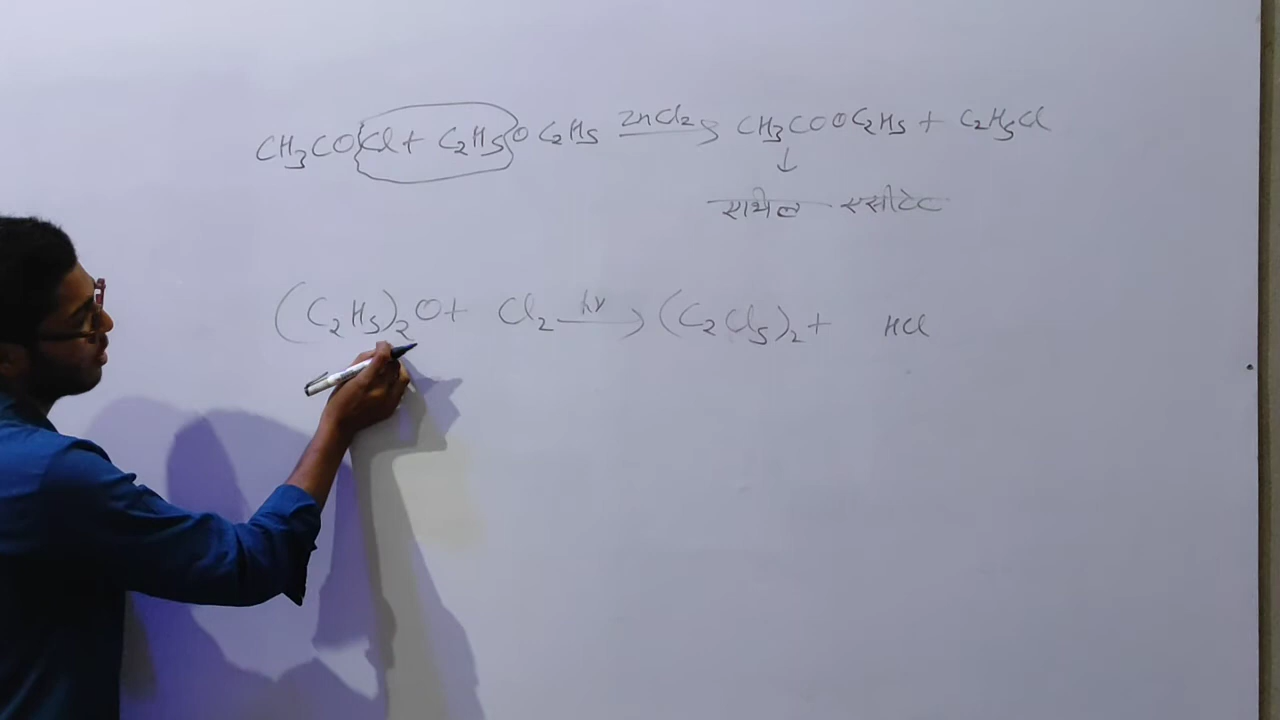 CH3COCl + C2H5OC2H5 ZnCl2→ CH3COOC2H5 + C2H5Cl
↓
एथिल एसीटेट
(C2H5)2O + Cl2 hν→ (C2Cl5)2 + HCl